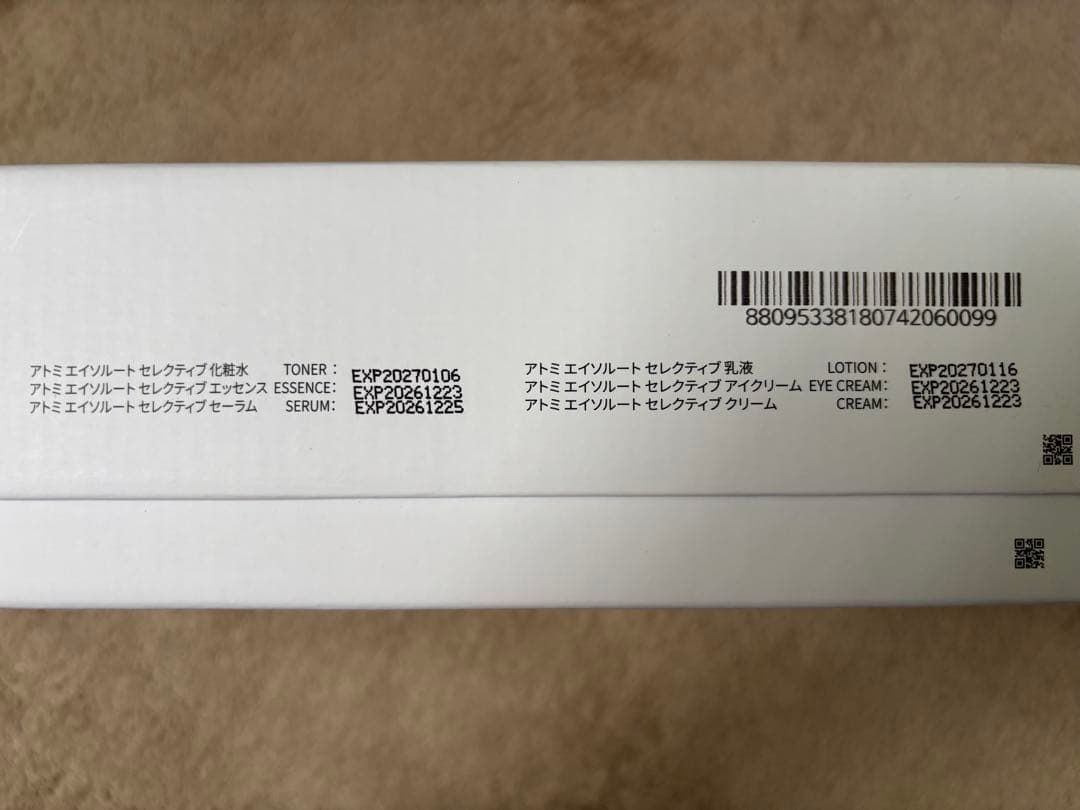 88095338180742060099
アトミ エイソルート セレクティブ 化粧水 TONER : EXP20270106
アトミ エイソルート セレクティブ エッセンス ESSENCE: EXP20261223
アトミ エイソルート セレクティブ セーラム SERUM: EXP20261225
アトミ エイソルート セレクティブ 乳液 LOTION : EXP20270116
アトミ エイソルート セレクティブ アイクリーム EYE CREAM: EXP20261223
アトミ エイソルート セレクティブ クリーム CREAM: EXP20261223